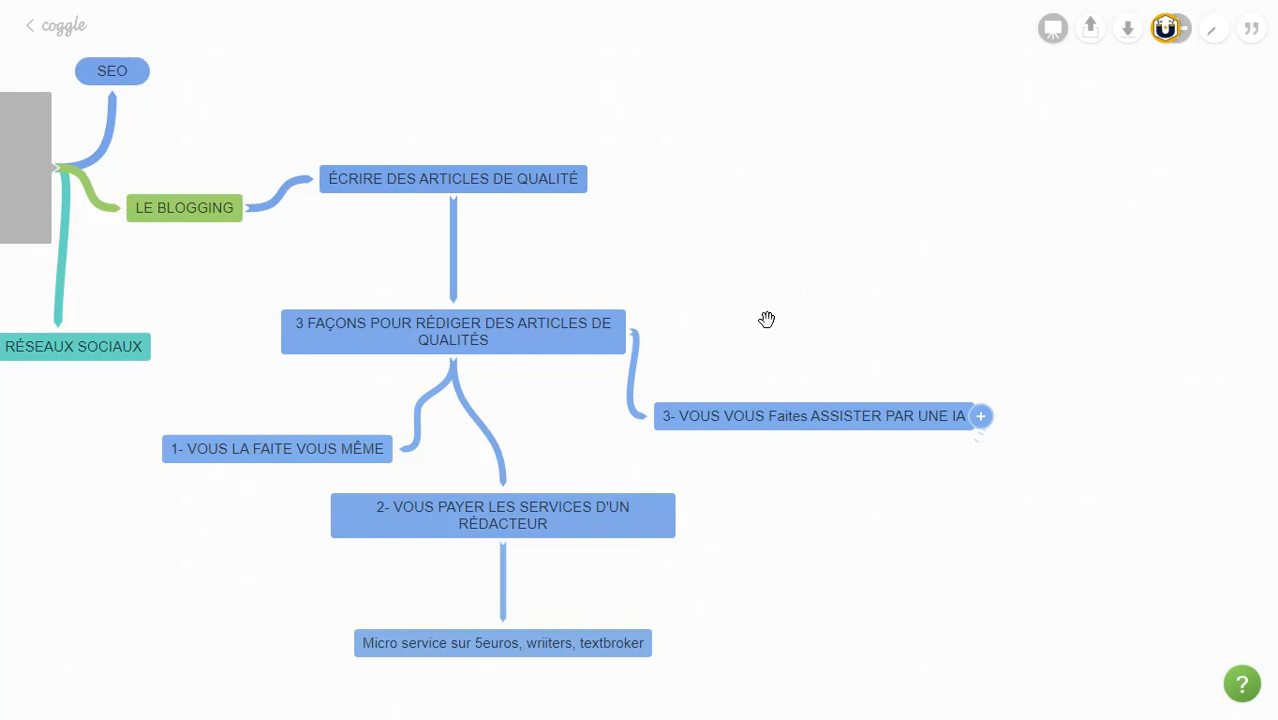 coggle
SEO
ÉCRIRE DES ARTICLES DE QUALITÉ
LE BLOGGING
3 FAÇONS POUR RÉDIGER DES ARTICLES DE
QUALITÉS
RÉSEAUX SOCIAUX
3- VOUS VOUS Faites ASSISTER PAR UNE IA
1- VOUS LA FAITE VOUS MÊME
2- VOUS PAYER LES SERVICES D'UN
RÉDACTEUR
Micro service sur 5euros, wriiters, textbroker